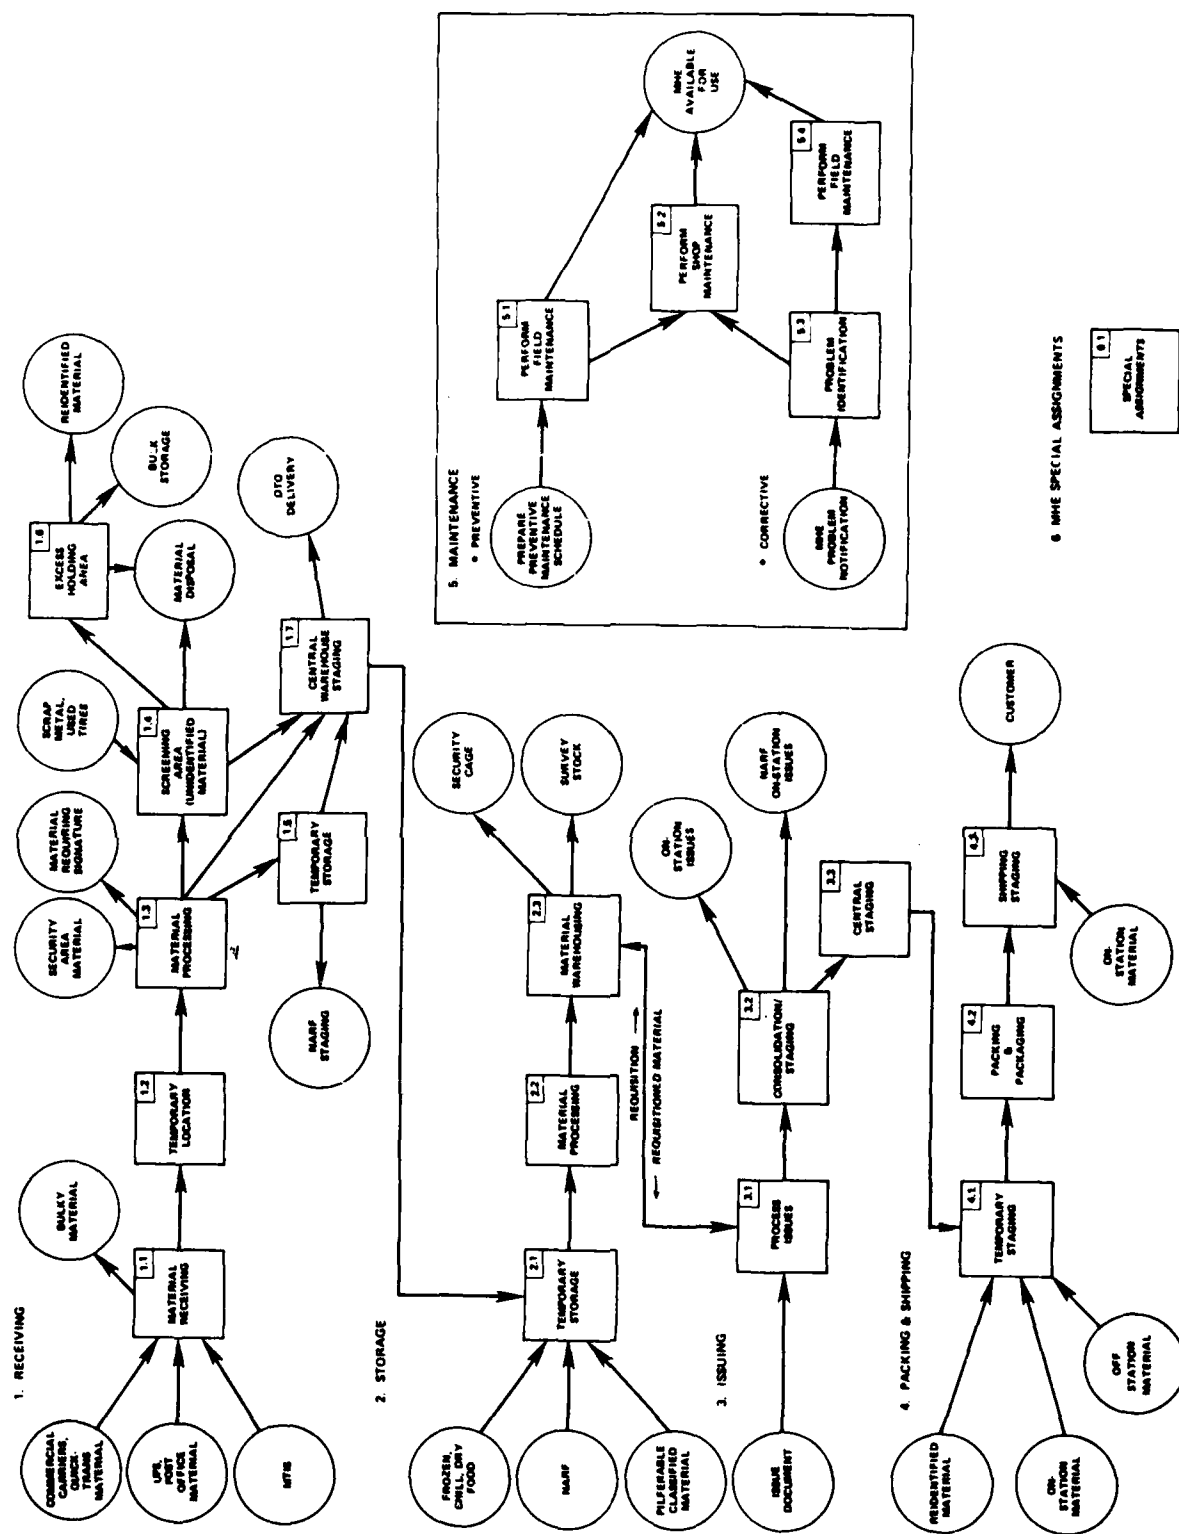 1. RECEIVING
COMMERCIAL
CARRIERS,
QUICK-
TRANS
MATERIAL
UPS,
POST
OFFICE
MATERIAL
MTIS
BULKY
MATERIAL
1.1
MATERIAL
RECEIVING
1.2
TEMPORARY
LOCATION
SECURITY
AREA
MATERIAL
MATERIAL
REQUIRING
SIGNATURE
1.3
MATERIAL
PROCESSING
SCRAP
METAL,
USED
TIRES
1.4
SCREENING
AREA
(UNIDENTIFIED
MATERIAL)
1.5
TEMPORARY
STORAGE
NARF
STAGING
1.6
EXCESS
HOLDING
AREA
REIDENTIFIED
MATERIAL
BULK
STORAGE
MATERIAL
DISPOSAL
1.7
CENTRAL
WAREHOUSE
STAGING
DTO
DELIVERY
2. STORAGE
FROZEN,
CHILL, DRY
FOOD
NARF
PILFERABLE
CLASSIFIED
MATERIAL
2.1
TEMPORARY
STORAGE
2.2
MATERIAL
PROCESSING
2.3
MATERIAL
WAREHOUSING
SECURITY
CAGE
SURVEY
STOCK
REQUISITION
REQUISITIONED MATERIAL
3. ISSUING
ISSUE
DOCUMENT
3.1
PROCESS
ISSUES
3.2
CONSOLIDATION/
STAGING
ON-
STATION
ISSUES
NARF
ON-STATION
ISSUES
3.3
CENTRAL
STAGING
4. PACKING & SHIPPING
REIDENTIFIED
MATERIAL
ON-
STATION
MATERIAL
OFF
STATION
MATERIAL
4.1
TEMPORARY
STAGING
4.2
PACKING
&
PACKAGING
4.3
SHIPPING
STAGING
ON-
STATION
MATERIAL
CUSTOMER
5. MAINTENANCE
• PREVENTIVE
PREPARE
PREVENTIVE
MAINTENANCE
SCHEDULE
5.1
PERFORM
FIELD
MAINTENANCE
5.2
PERFORM
SHOP
MAINTENANCE
MHE
AVAILABLE
FOR
USE
• CORRECTIVE
MHE
PROBLEM
NOTIFICATION
5.3
PROBLEM
IDENTIFICATION
5.4
PERFORM
FIELD
MAINTENANCE
6 MHE SPECIAL ASSIGNMENTS
6.1
SPECIAL
ASSIGNMENTS